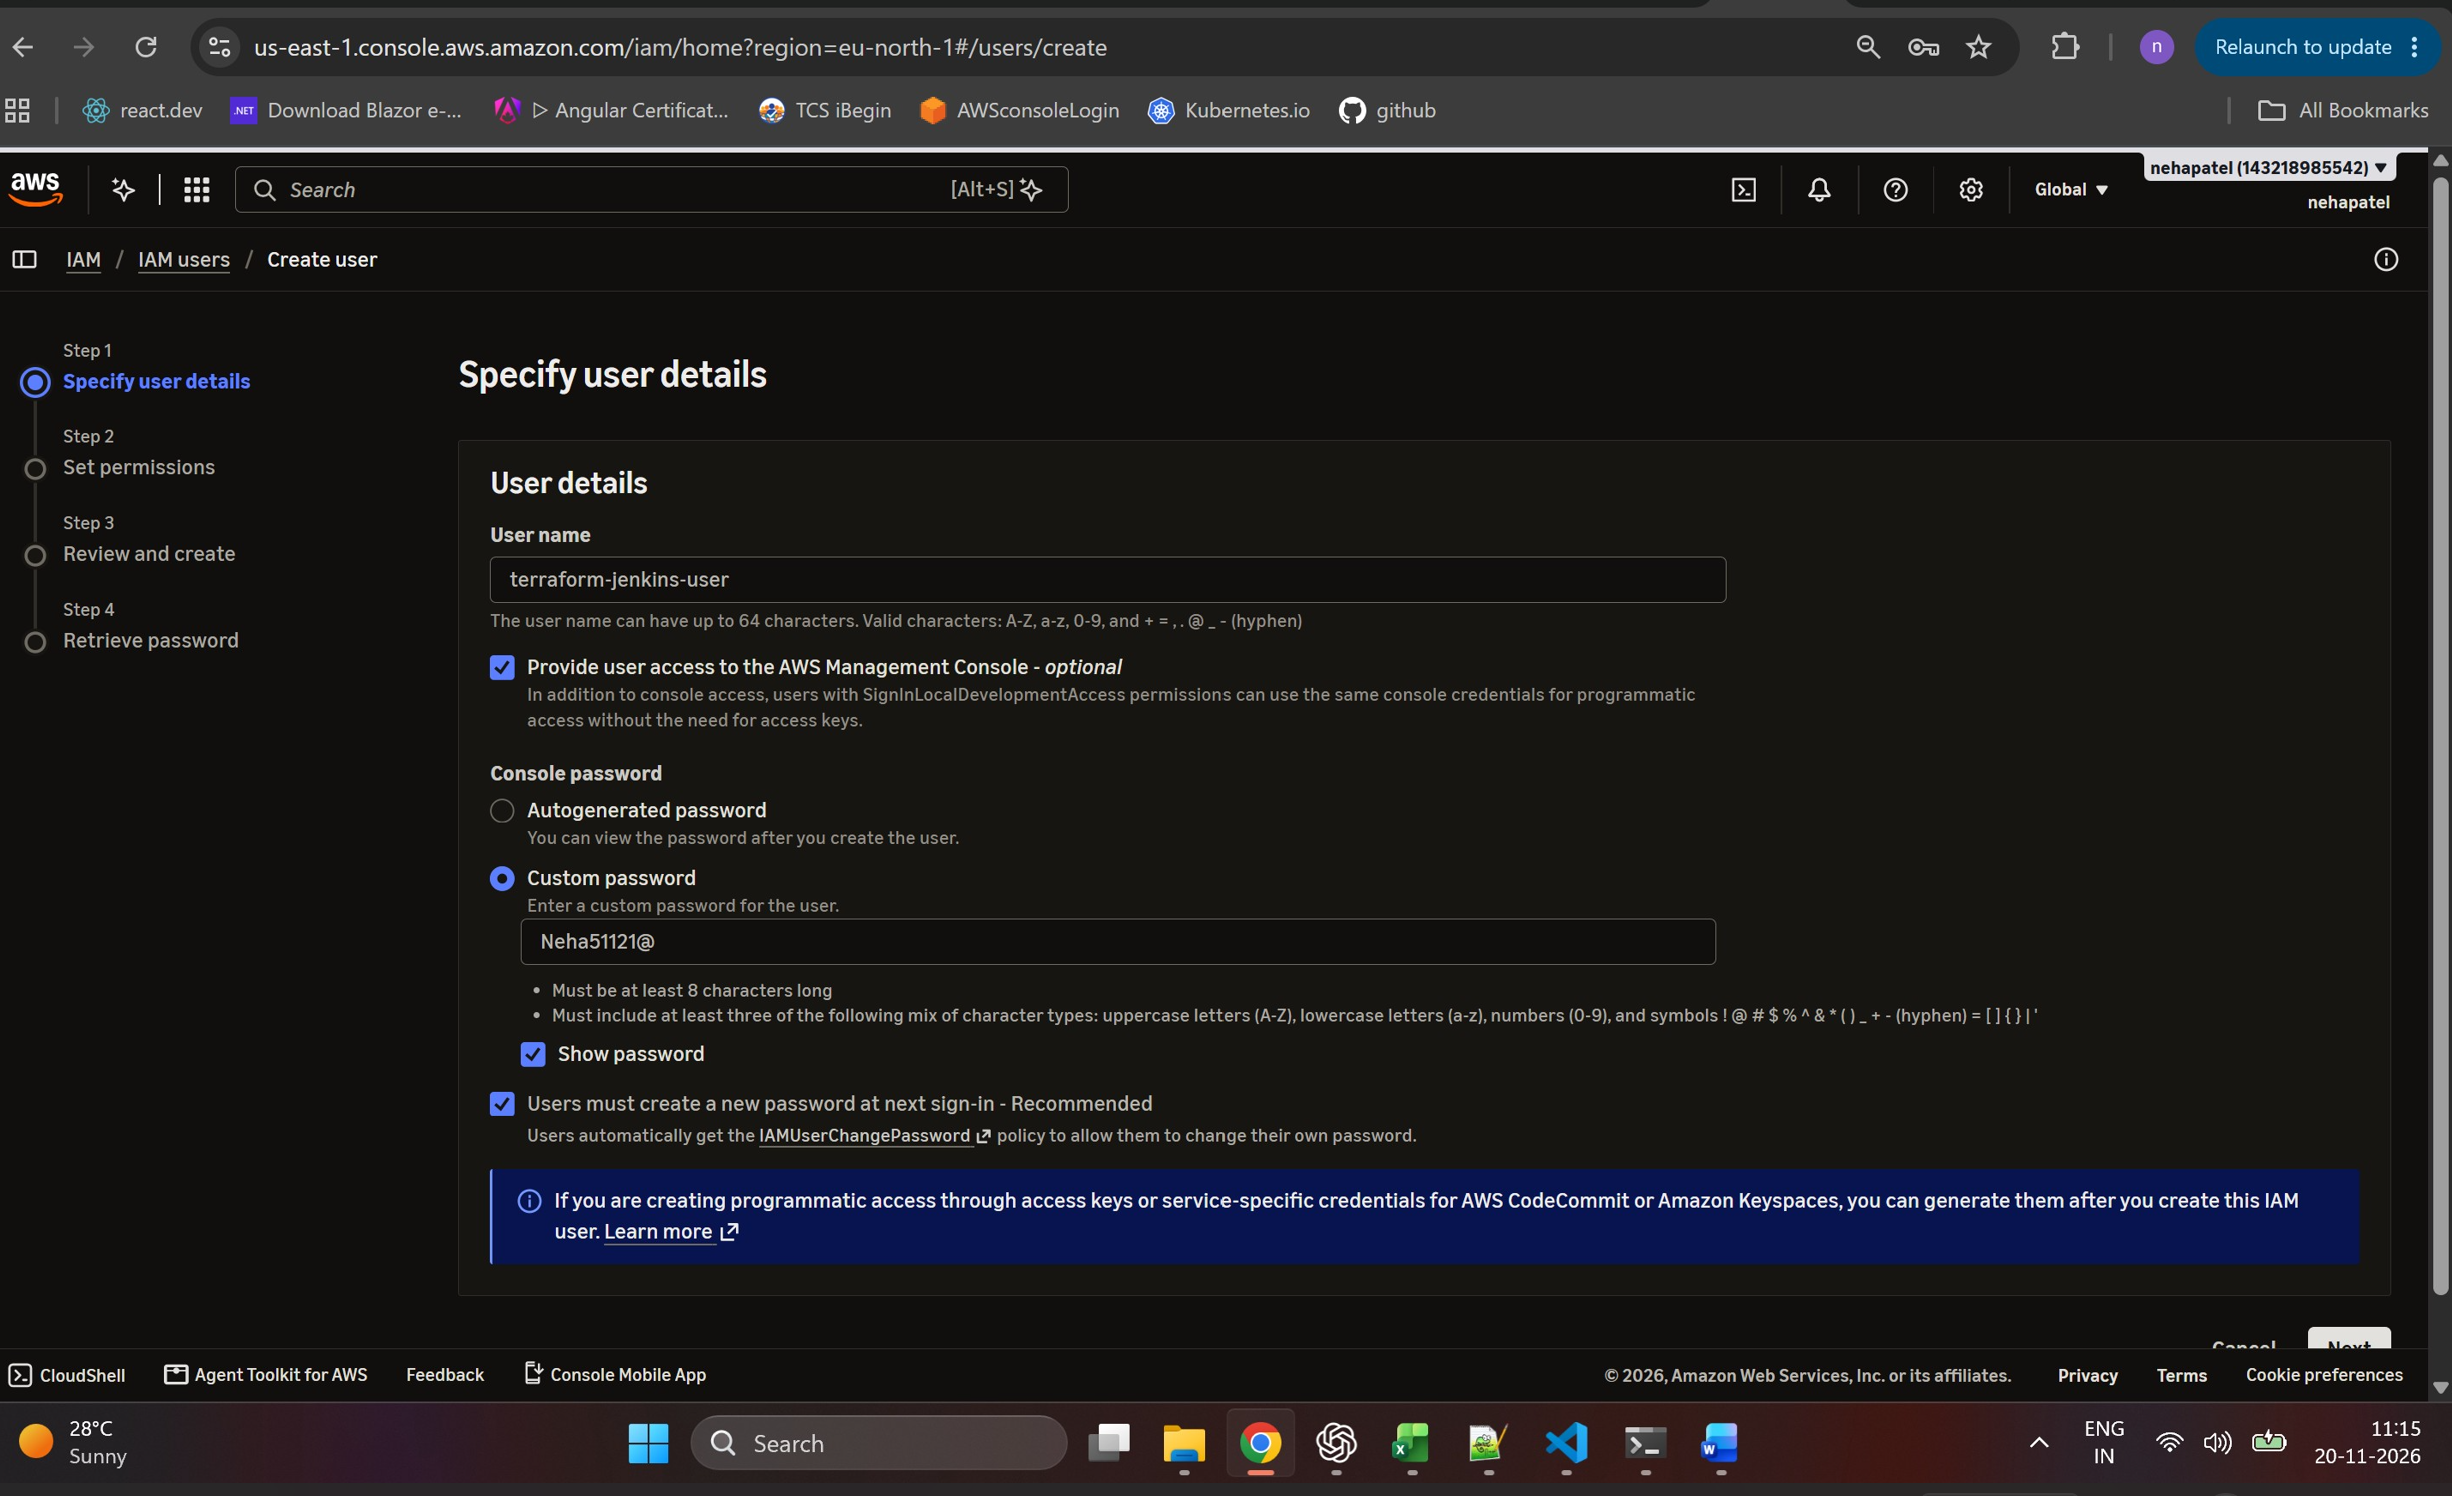 us-east-1.console.aws.amazon.com/iam/home?region=eu-north-1#/users/create
n
Relaunch to update
react.dev
.NET
Download Blazor e-...
▷ Angular Certificat...
TCS iBegin
AWSconsoleLogin
Kubernetes.io
github
All Bookmarks
aws
Search
[Alt+S]
Global ▼
nehapatel (143218985542) ▼
nehapatel
IAM / IAM users / Create user
Step 1
Specify user details
Step 2
Set permissions
Step 3
Review and create
Step 4
Retrieve password
Specify user details
User details
User name
terraform-jenkins-user
The user name can have up to 64 characters. Valid characters: A-Z, a-z, 0-9, and + = , . @ _ - (hyphen)
Provide user access to the AWS Management Console - optional
In addition to console access, users with SignInLocalDevelopmentAccess permissions can use the same console credentials for programmatic
access without the need for access keys.
Console password
Autogenerated password
You can view the password after you create the user.
Custom password
Enter a custom password for the user.
Neha51121@
• Must be at least 8 characters long
• Must include at least three of the following mix of character types: uppercase letters (A-Z), lowercase letters (a-z), numbers (0-9), and symbols ! @ # $ % ^ & * ( ) _ + - (hyphen) = [ ] { } | '
Show password
Users must create a new password at next sign-in - Recommended
Users automatically get the IAMUserChangePassword policy to allow them to change their own password.
If you are creating programmatic access through access keys or service-specific credentials for AWS CodeCommit or Amazon Keyspaces, you can generate them after you create this IAM
user. Learn more
Cancel
Next
CloudShell
Agent Toolkit for AWS
Feedback
Console Mobile App
© 2026, Amazon Web Services, Inc. or its affiliates.
Privacy
Terms
Cookie preferences
28°C
Sunny
Search
ENG
IN
11:15
20-11-2026